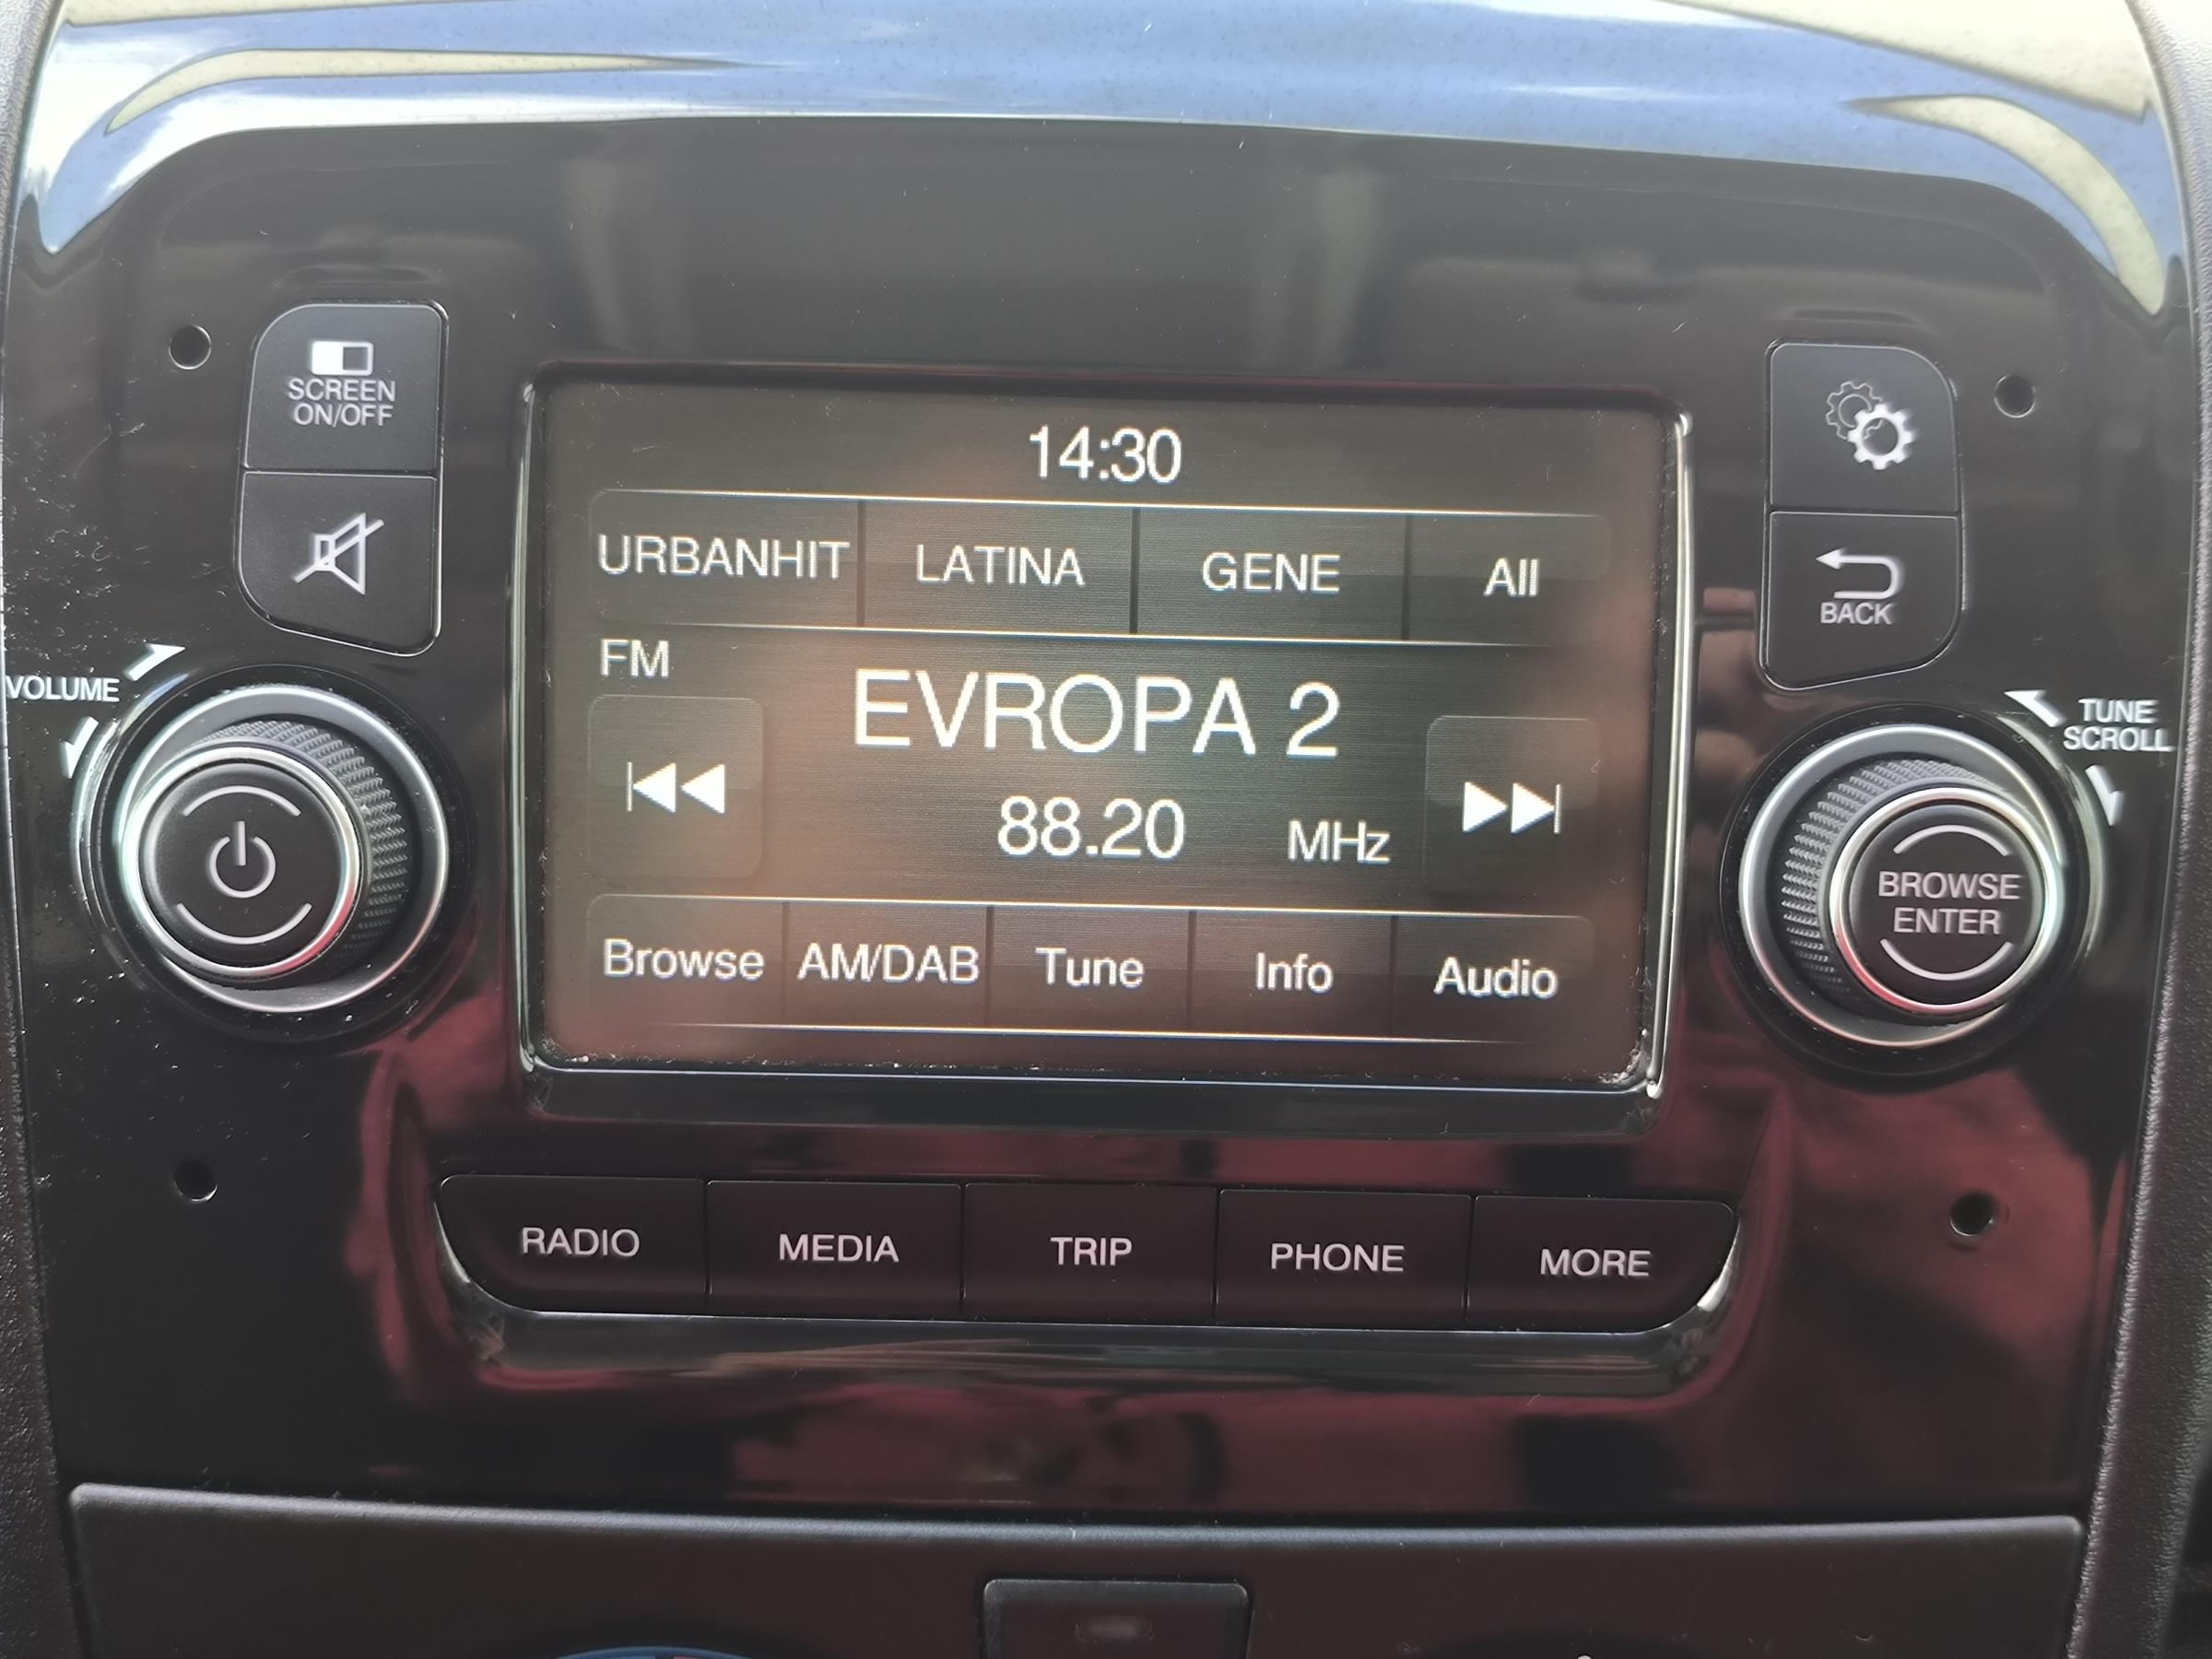 SCREEN
ON/OFF
VOLUME
14:30
URBANHIT LATINA GENE All
FM
EVROPA 2
88.20 MHz
Browse AM/DAB Tune Info Audio
BACK
TUNE
SCROLL
BROWSE
ENTER
RADIO MEDIA TRIP PHONE MORE